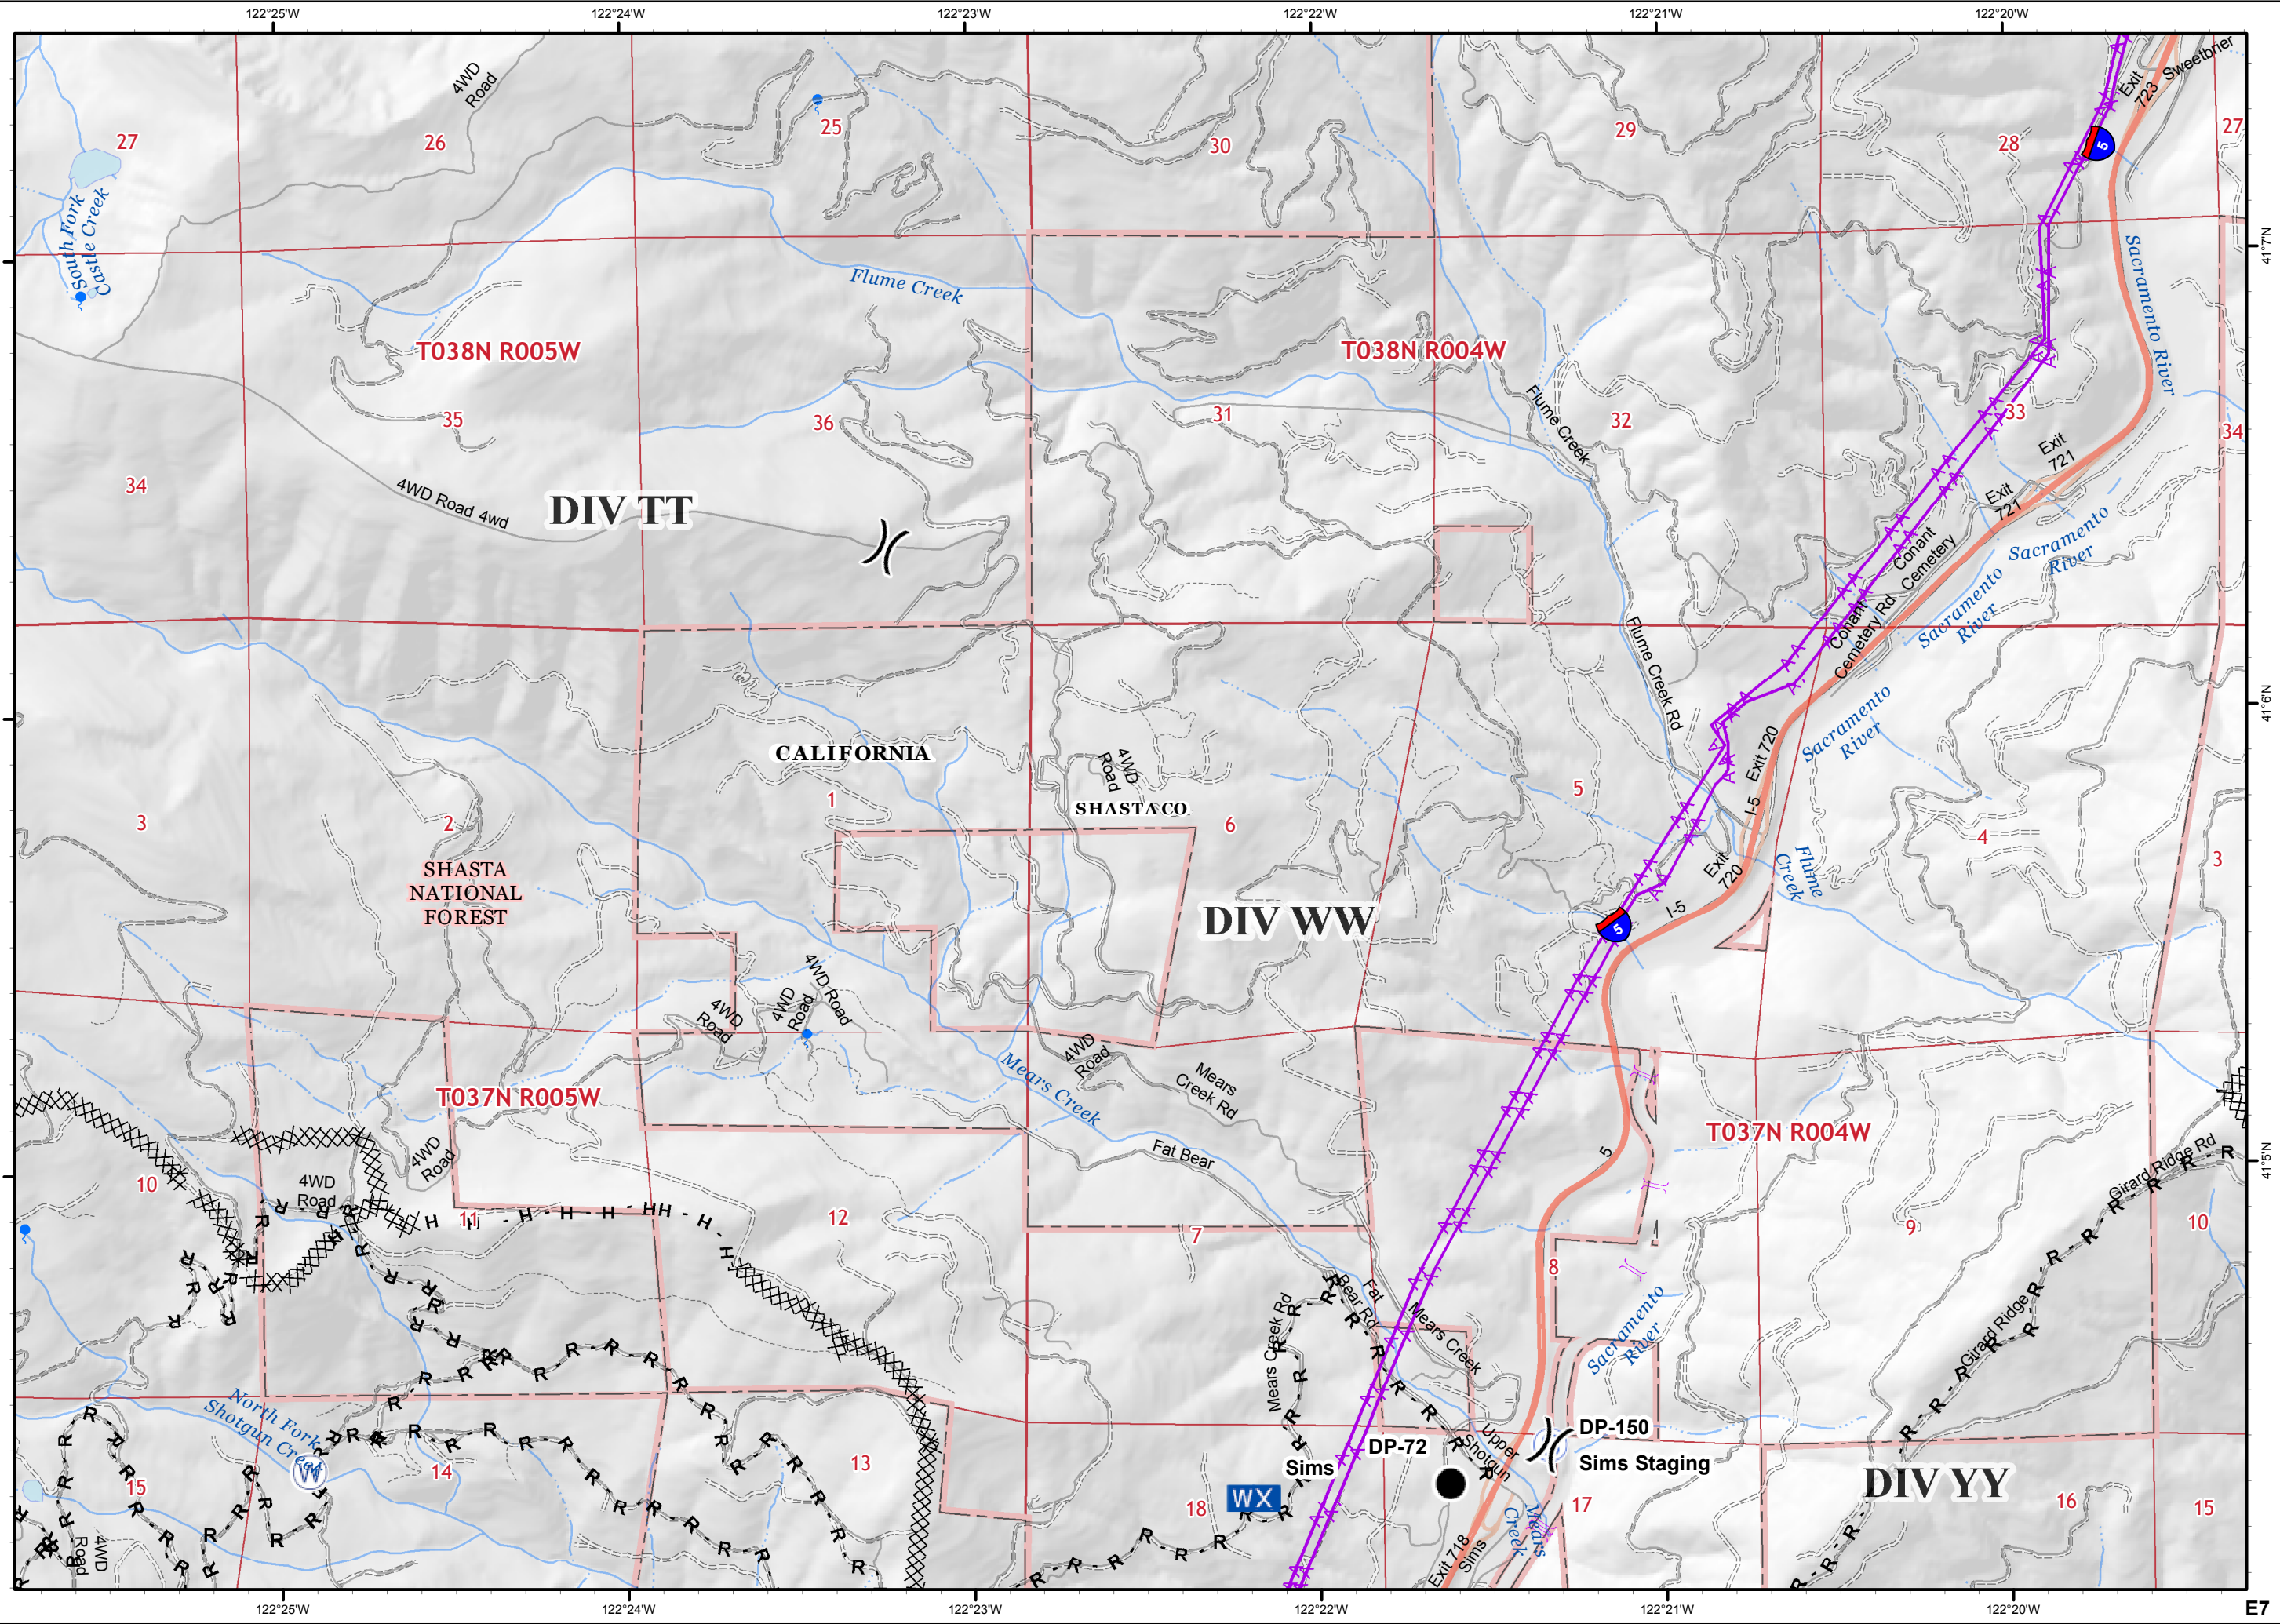 122°25'W
122°24'W
122°23'W
122°22'W
122°21'W
122°20'W
Sweetbrier
Exit
723
5
4WD
Road
27
26
25
30
29
28
27
South Fork
Castle Creek
41°7'N
Sacramento River
Flume Creek
T038N R005W
T038N R004W
35
36
31
Flume Creek
32
33
34
34
4WD Road 4wd
DIV TT
Exit
721
Exit
721
Conant
Cemetery
Sacramento
River
Sacramento
River
Conant
Cemetery Rd
Flume Creek Rd
41°6'N
Sacramento
River
CALIFORNIA
4WD
Road
Exit 720
I-5
SHASTA CO
3
2
1
6
5
4
3
SHASTA
NATIONAL
FOREST
Exit
720
Flume
Creek
DIV WW
I-5
5
4WD Road
4WD
Road
4WD
Road
4WD
Road
Mears Creek
Mears
Creek Rd
T037N R005W
T037N R004W
4WD
Road
Fat Bear
5
41°5'N
Girard Ridge Rd
10
4WD
Road
11
12
7
8
9
10
H H H H H HH H H
R R R R R R R R
Fat
Bear Rd
Mears Creek Rd
Mears Creek
Sacramento
River
Girard Ridge
North Fork
Shotgun Creek
W
15
14
13
18
17
16
15
DP-72
Sims
WX
Upper
Shotgun
DP-150
Sims Staging
DIV YY
4WD
Road
Mears
Creek
Exit 718
Sims
122°25'W
122°24'W
122°23'W
122°22'W
122°21'W
122°20'W
E7